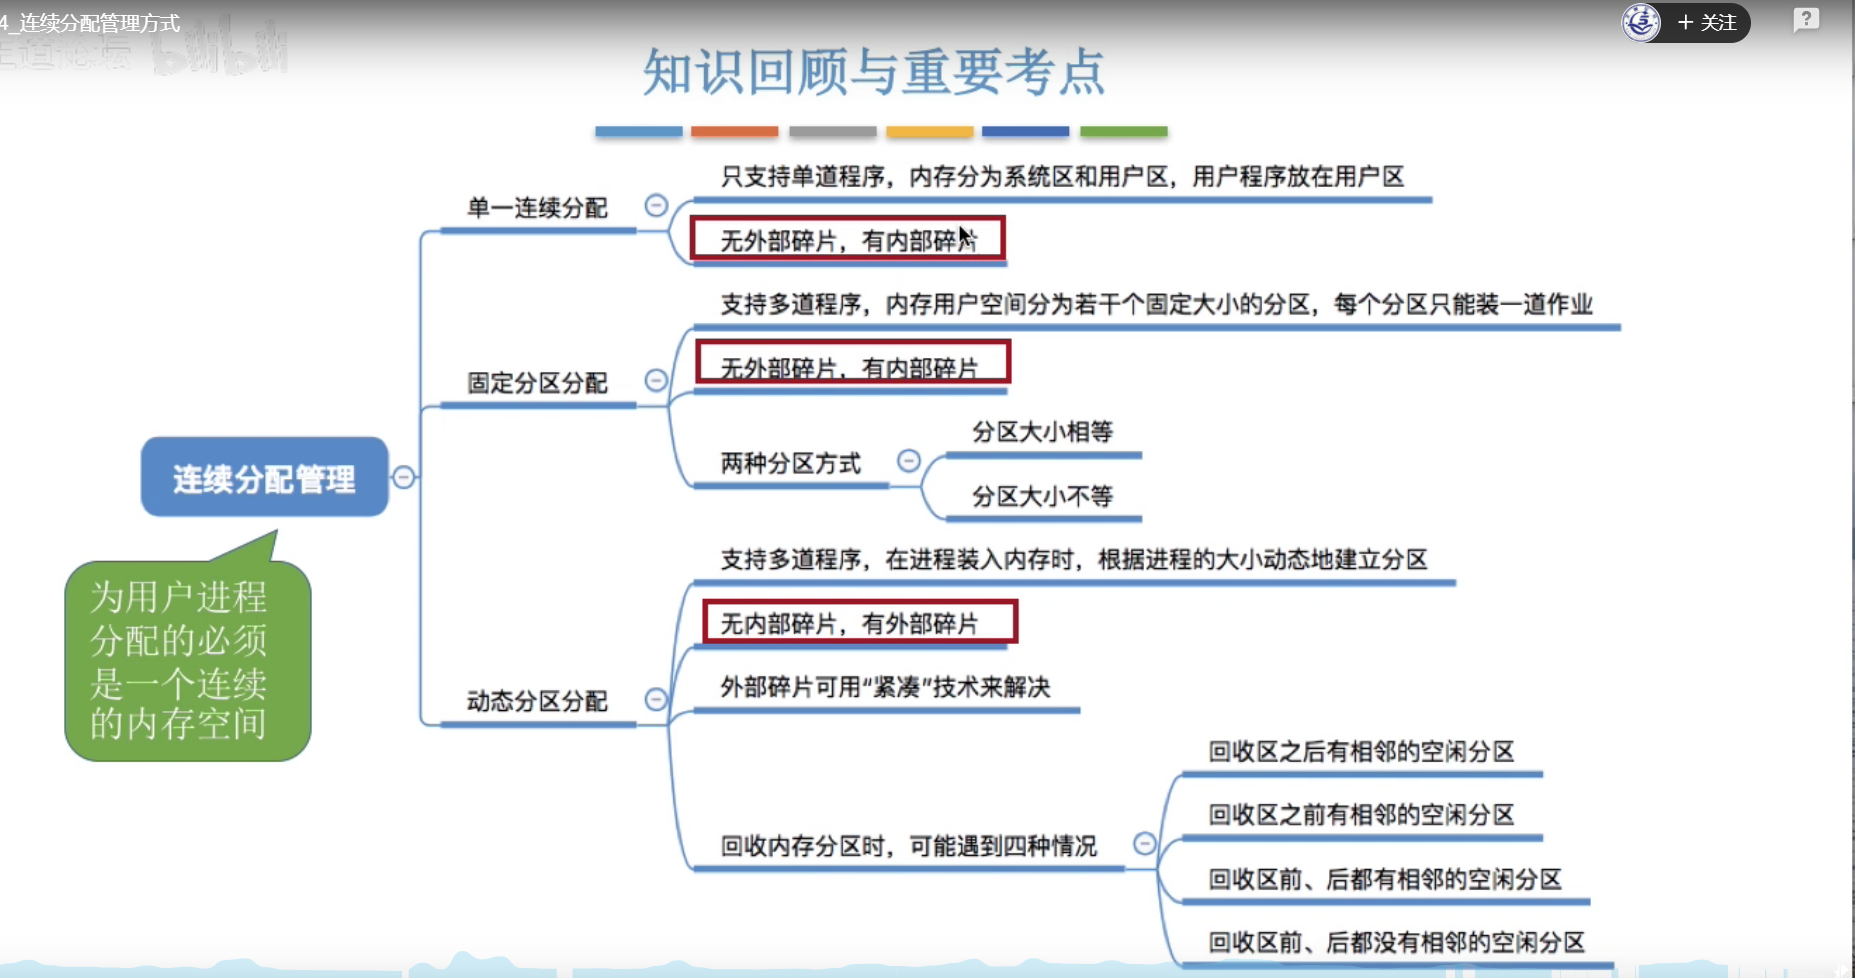 4_连续分配管理方式
王道论坛 bilibili
+ 关注
?
知识回顾与重要考点
只支持单道程序，内存分为系统区和用户区，用户程序放在用户区
单一连续分配
无外部碎片，有内部碎片
支持多道程序，内存用户空间分为若干个固定大小的分区，每个分区只能装一道作业
无外部碎片，有内部碎片
固定分区分配
分区大小相等
两种分区方式
分区大小不等
连续分配管理
为用户进程
分配的必须
是一个连续
的内存空间
支持多道程序，在进程装入内存时，根据进程的大小动态地建立分区
无内部碎片，有外部碎片
外部碎片可用“紧凑”技术来解决
动态分区分配
回收区之后有相邻的空闲分区
回收区之前有相邻的空闲分区
回收内存分区时，可能遇到四种情况
回收区前、后都有相邻的空闲分区
回收区前、后都没有相邻的空闲分区